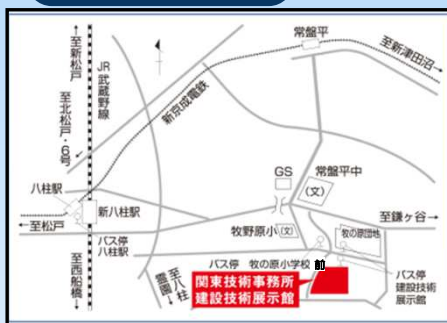 常盤平
至新津田沼→
←至新松戸
JR武蔵野線
新京成電鉄
至北松戸・6号
八柱駅
新八柱駅
←至松戸
バス停
八柱駅
至西船橋→
至八柱霊園
GS
常盤平中
(文)
牧野原小(文)
至鎌ヶ谷→
牧の原団地
バス停 牧の原小学校前
バス停
建設技術
展示館
関東技術事務所
建設技術展示館